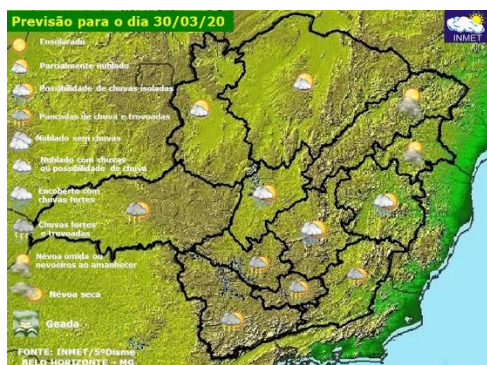 Previsão para o dia 30/03/20
INMET
Ensolarado
Parcialmente nublado
Possibilidade de chuvas isoladas
Pancadas de chuva e trovoadas
Nublado sem chuvas
Nublado com chuvas
ou possibilidade de chuva
Encoberto com
chuvas fortes
Chuvas fortes
e trovoadas
Névoa úmida ou
nevoeiros ao amanhecer
Névoa seca
Geada
FONTE: INMET/5ºDisme
BELO HORIZONTE - MG